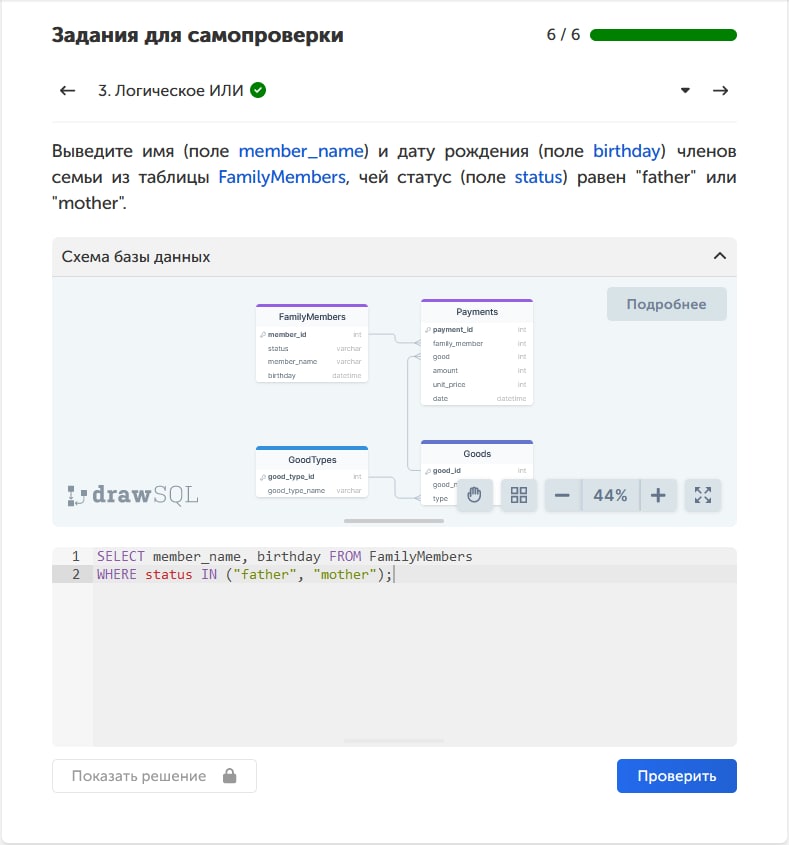 Задания для самопроверки
6 / 6
3. Логическое ИЛИ
Выведите имя (поле member_name) и дату рождения (поле birthday) членов
семьи из таблицы FamilyMembers, чей статус (поле status) равен "father" или
"mother".
Схема базы данных
Подробнее
FamilyMembers
member_id int
status varchar
member_name varchar
birthday datetime
Payments
payment_id int
family_member int
good int
amount int
unit_price int
date datetime
GoodTypes
good_type_id int
good_type_name varchar
Goods
good_id int
type
drawSQL
44%
1 SELECT member_name, birthday FROM FamilyMembers
2 WHERE status IN ("father", "mother");
Показать решение
Проверить